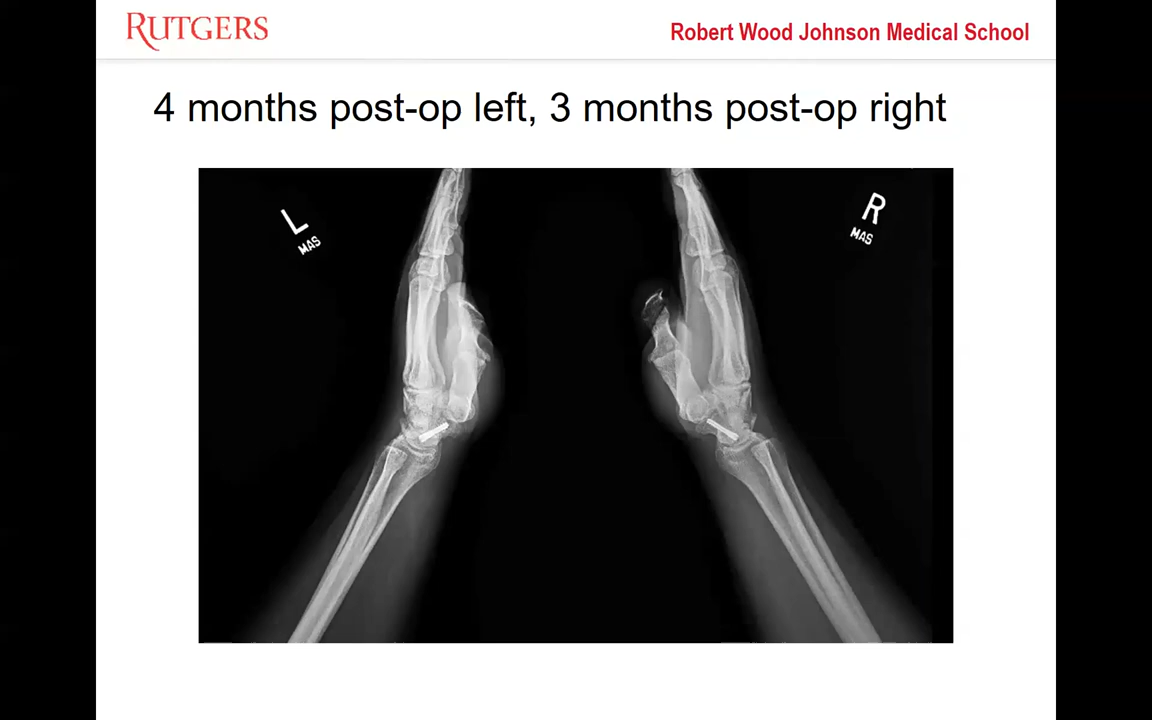 RUTGERS
Robert Wood Johnson Medical School
4 months post-op left, 3 months post-op right
L
MAS
R
MAS